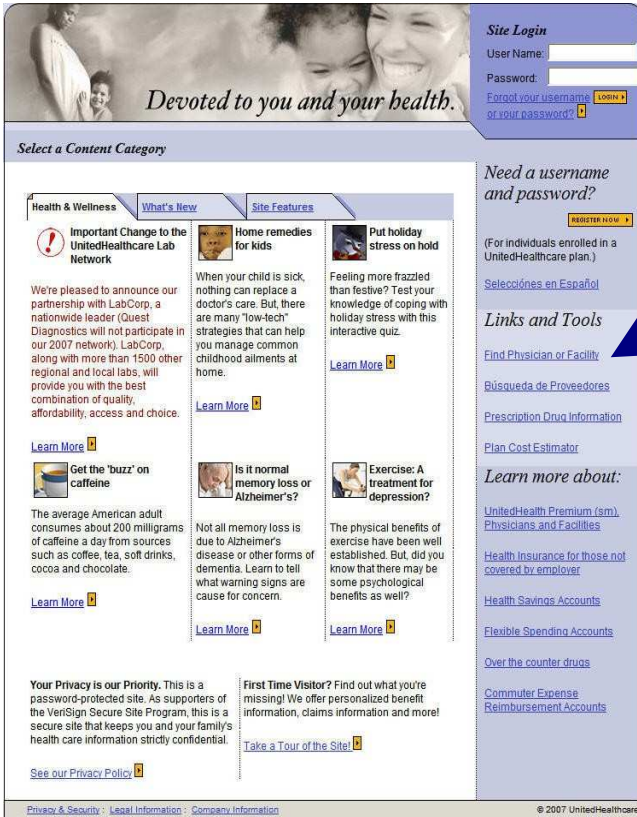 Devoted to you and your health.
Site Login
User Name:
Password:
Forgot your username LOGIN
or your password?
Select a Content Category
Health & Wellness
What's New
Site Features
Important Change to the
UnitedHealthcare Lab
Network
We're pleased to announce our
partnership with LabCorp, a
nationwide leader (Quest
Diagnostics will not participate in
our 2007 network). LabCorp,
along with more than 1500 other
regional and local labs, will
provide you with the best
combination of quality,
affordability, access and choice.
Learn More
Home remedies
for kids
When your child is sick,
nothing can replace a
doctor's care. But, there
are many "low-tech"
strategies that can help
you manage common
childhood ailments at
home.
Learn More
Put holiday
stress on hold
Feeling more frazzled
than festive? Test your
knowledge of coping with
holiday stress with this
interactive quiz.
Learn More
Get the 'buzz' on
caffeine
The average American adult
consumes about 200 milligrams
of caffeine a day from sources
such as coffee, tea, soft drinks,
cocoa and chocolate.
Learn More
Is it normal
memory loss or
Alzheimer's?
Not all memory loss is
due to Alzheimer's
disease or other forms of
dementia. Learn to tell
what warning signs are
cause for concern.
Learn More
Exercise: A
treatment for
depression?
The physical benefits of
exercise have been well
established. But, did you
know that there may be
some psychological
benefits as well?
Learn More
Your Privacy is our Priority. This is a
password-protected site. As supporters of
the VeriSign Secure Site Program, this is a
secure site that keeps you and your family's
health care information strictly confidential.
See our Privacy Policy
First Time Visitor? Find out what you're
missing! We offer personalized benefit
information, claims information and more!
Take a Tour of the Site!
Need a username
and password?
REGISTER NOW
(For individuals enrolled in a
UnitedHealthcare plan.)
Selecciónes en Español
Links and Tools
Find Physician or Facility
Búsqueda de Proveedores
Prescription Drug Information
Plan Cost Estimator
Learn more about:
UnitedHealth Premium (sm),
Physicians and Facilities
Health Insurance for those not
covered by employer
Health Savings Accounts
Flexible Spending Accounts
Over the counter drugs
Commuter Expense
Reimbursement Accounts
Privacy & Security : Legal Information : Company Information
© 2007 UnitedHealthcare